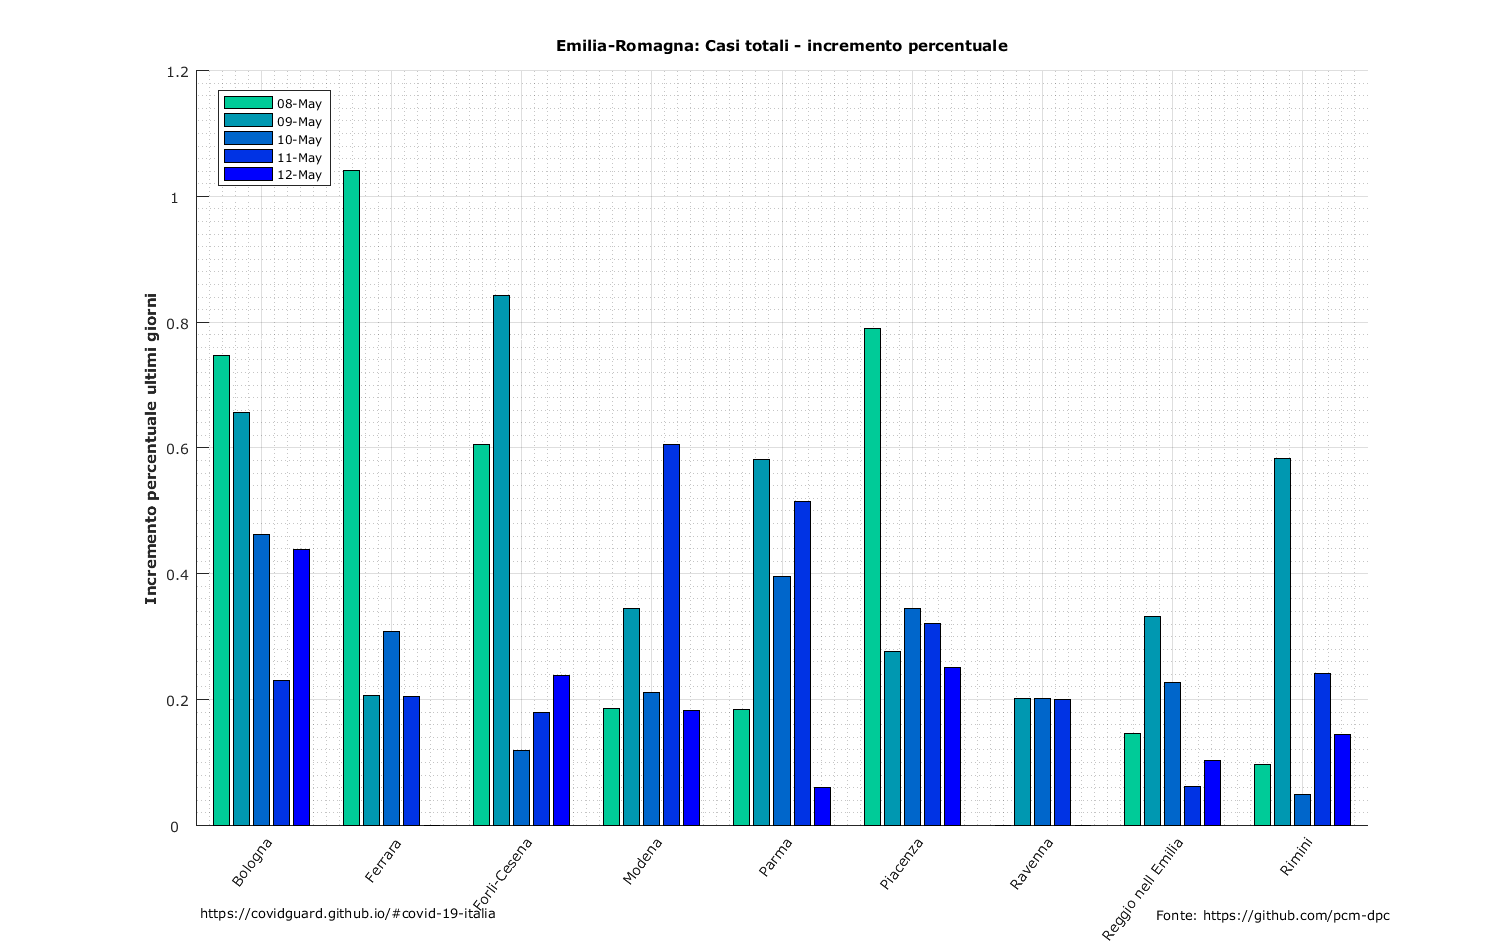 Emilia-Romagna: Casi totali - incremento percentuale
Incremento percentuale ultimi giorni
1.2
1
0.8
0.6
0.4
0.2
0
08-May
09-May
10-May
11-May
12-May
Bologna
Ferrara
Forlì-Cesena
Modena
Parma
Piacenza
Ravenna
Reggio nell Emilia
Rimini
https://covidguard.github.io/#covid-19-italia
Fonte: https://github.com/pcm-dpc